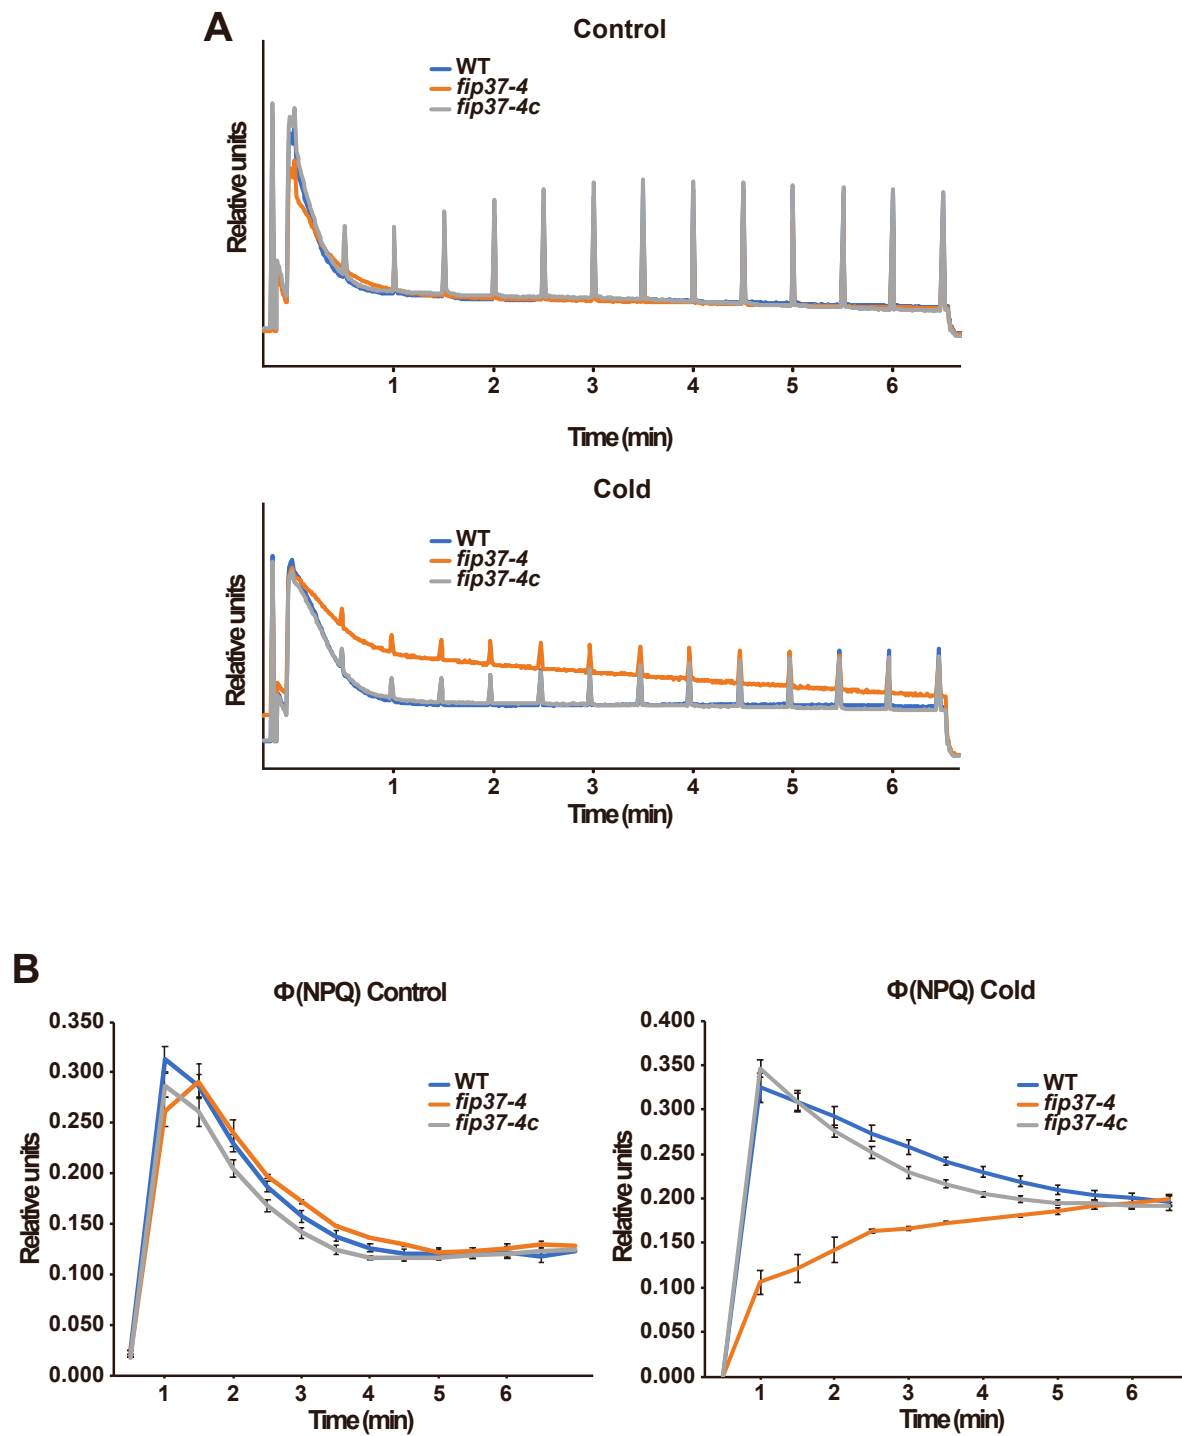 A
Control
WT
fip37-4
fip37-4c
Relative units
1 2 3 4 5 6
Time (min)
Cold
WT
fip37-4
fip37-4c
Relative units
1 2 3 4 5 6
Time (min)
B
Φ(NPQ) Control
0.350
0.300
0.250
0.200
0.150
0.100
0.050
0.000
Relative units
WT
fip37-4
fip37-4c
1 2 3 4 5 6
Time (min)
Φ(NPQ) Cold
0.400
0.350
0.300
0.250
0.200
0.150
0.100
0.050
0.000
Relative units
WT
fip37-4
fip37-4c
1 2 3 4 5 6
Time (min)